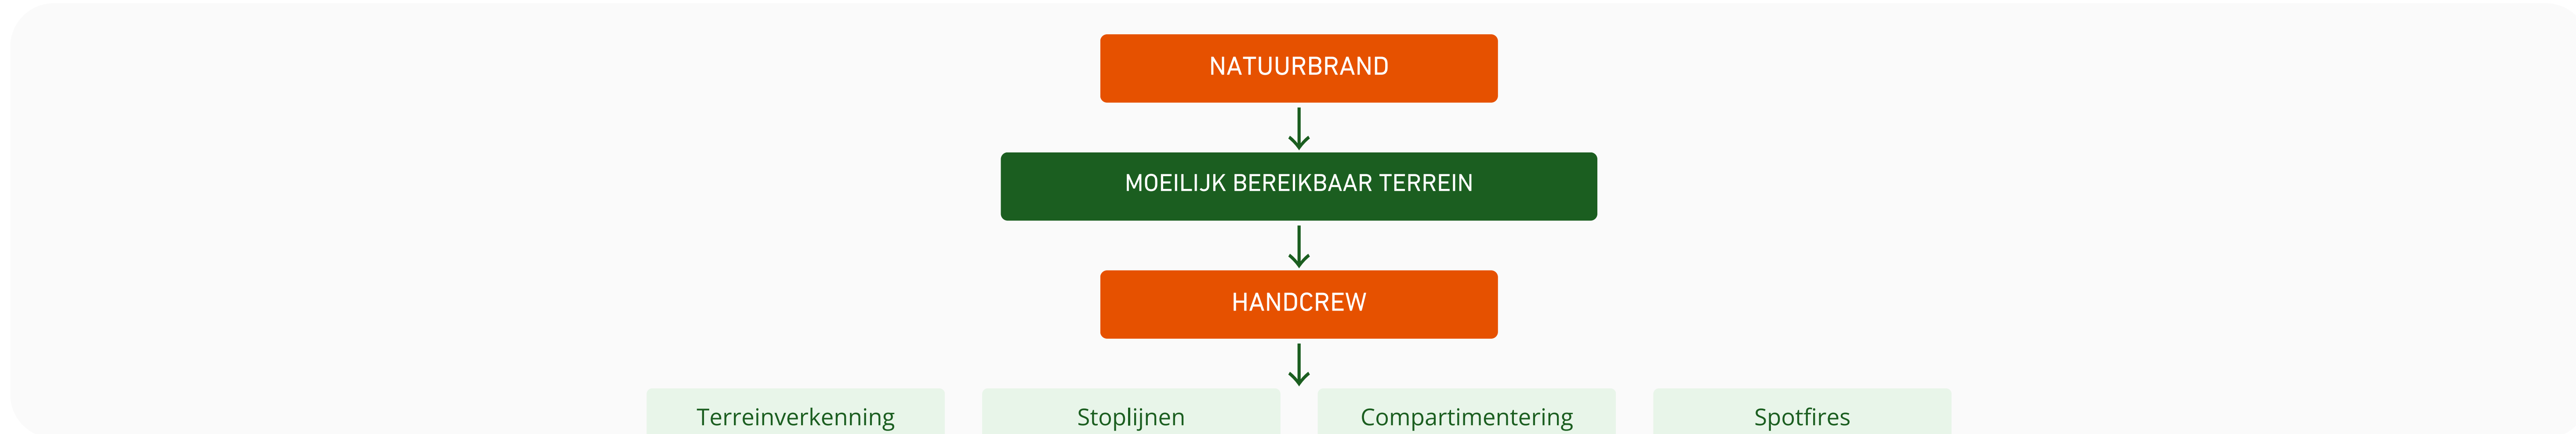 NATUURBRAND
MOEILIJK BEREIKBAAR TERREIN
HANDCREW
Terreinverkenning
Stoplijnen
Compartimentering
Spotfires